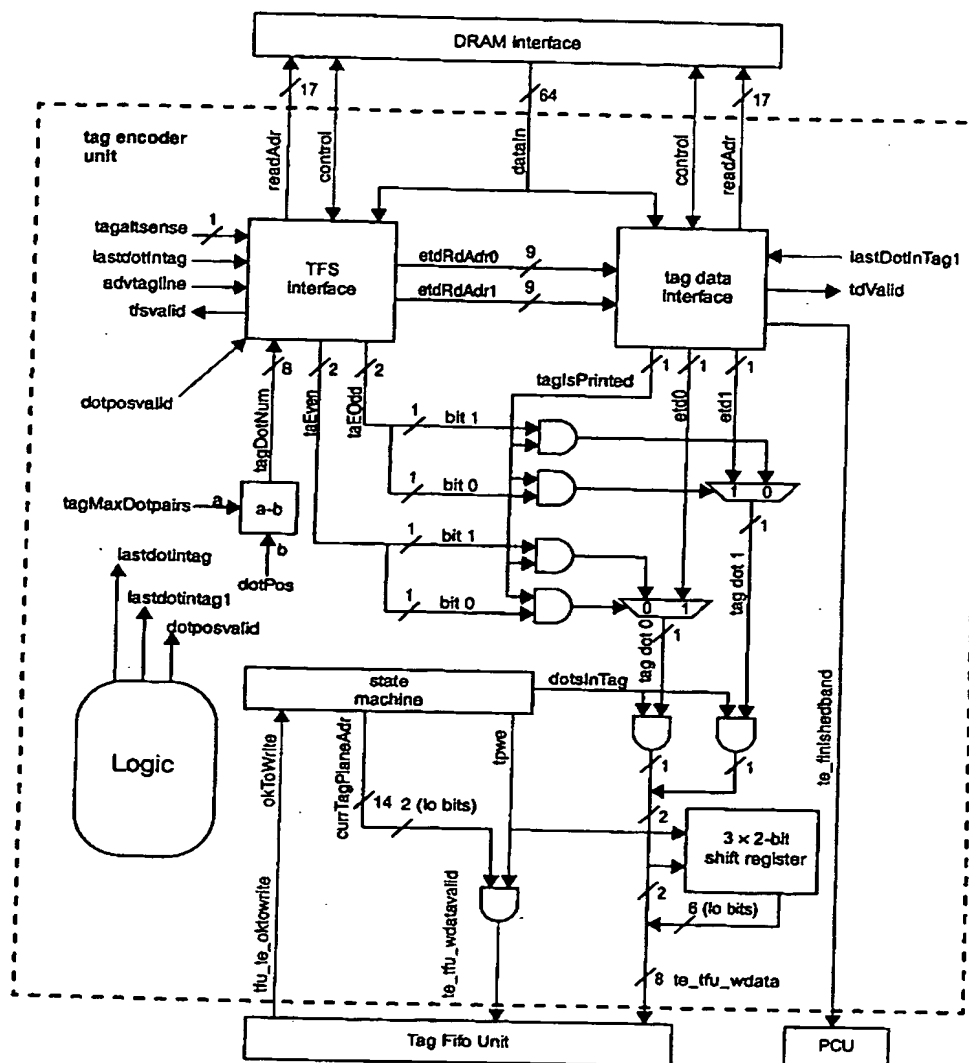 DRAM interface
17
64
17
tag encoder
unit
readAdr
control
dataIn
control
readAdr
tagaltsense
1
lastdotintag
advtagline
tfsvalid
dotposvalid
TFS
interface
etdRdAdr0
9
etdRdAdr1
9
tag data
interface
lastDotInTag1
tdValid
8
2
2
tagIsPrinted
1
1
1
tagDotNum
taEven
taEOdd
etd0
etd1
1
bit 1
1
bit 0
1
bit 1
1
bit 0
tagMaxDotpairs
a
a-b
b
dotPos
1
0
1
tag dot 1
0
1
tag dot 0
1
lastdotintag
lastdotintag1
dotposvalid
Logic
state
machine
dotsInTag
okToWrite
currTagPlaneAdr
tpwe
14
2 (lo bits)
1
1
2
3 × 2-bit
shift register
2
6 (lo bits)
te_finishedband
tfu_te_oktowrite
te_tfu_wdatavalid
8
te_tfu_wdata
Tag Fifo Unit
PCU